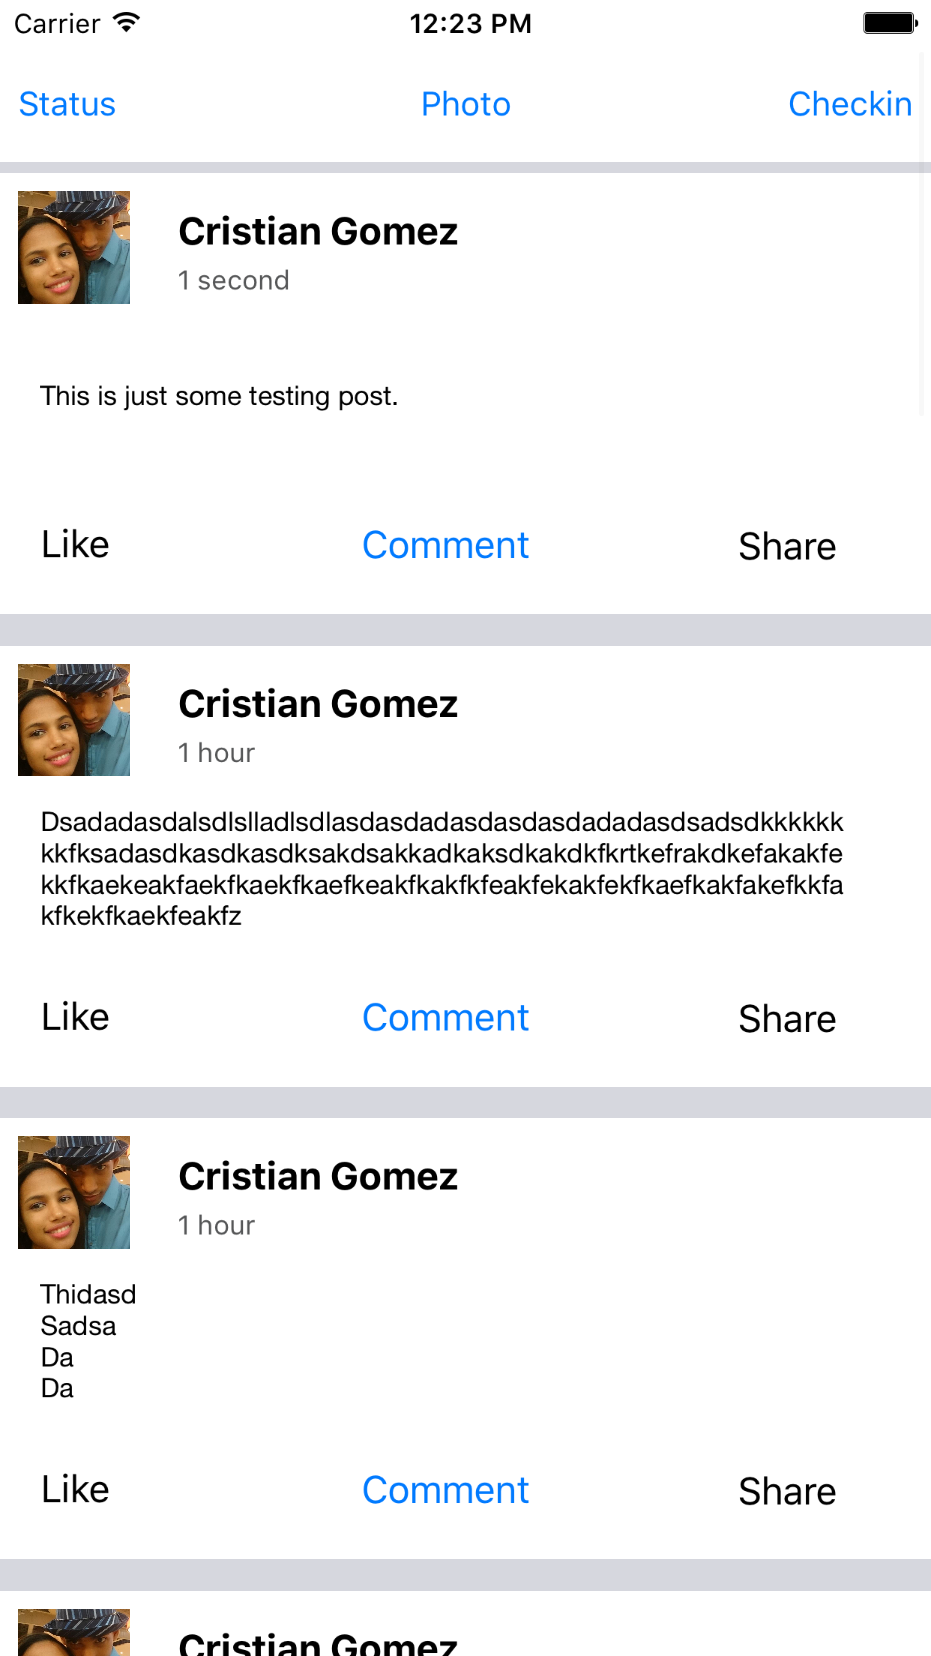 Carrier 12:23 PM
Status Photo Checkin
Cristian Gomez
1 second
This is just some testing post.
Like Comment Share
Cristian Gomez
1 hour
Dsadadasdalsdlslladlsdlasdasdadasdasdasdadadasdsadsdkkkkkk
kkfksadasdkasdkasdksakdsakkadkaksdkakdkfkrtkefrakdkefakakfe
kkfkaekeakfaekfkaekfkaefkeakfkakfkfeakfekakfekfkaefkakfakefkkfa
kfkekfkaekfeakfz
Like Comment Share
Cristian Gomez
1 hour
Thidasd
Sadsa
Da
Da
Like Comment Share
Cristian Gomez